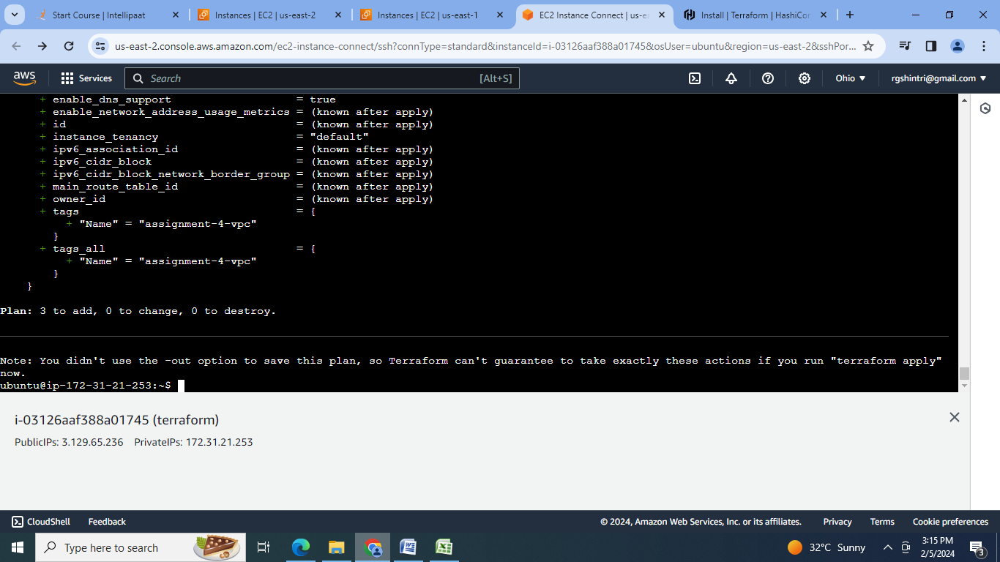 Start Course | Intellipaat
Instances | EC2 | us-east-2
Instances | EC2 | us-east-1
EC2 Instance Connect | us-ea
Install | Terraform | HashiCor
us-east-2.console.aws.amazon.com/ec2-instance-connect/ssh?connType=standard&instanceId=i-03126aaf388a01745&osUser=ubuntu&region=us-east-2&sshPor...
aws
Services
Search
[Alt+S]
Ohio
rgshintri@gmail.com
+ enable_dns_support = true
+ enable_network_address_usage_metrics = (known after apply)
+ id = (known after apply)
+ instance_tenancy = "default"
+ ipv6_association_id = (known after apply)
+ ipv6_cidr_block = (known after apply)
+ ipv6_cidr_block_network_border_group = (known after apply)
+ main_route_table_id = (known after apply)
+ owner_id = (known after apply)
+ tags = {
+ "Name" = "assignment-4-vpc"
}
+ tags_all = {
+ "Name" = "assignment-4-vpc"
}
}
Plan: 3 to add, 0 to change, 0 to destroy.
Note: You didn't use the -out option to save this plan, so Terraform can't guarantee to take exactly these actions if you run "terraform apply"
now.
ubuntu@ip-172-31-21-253:~$
i-03126aaf388a01745 (terraform)
PublicIPs: 3.129.65.236 PrivateIPs: 172.31.21.253
CloudShell
Feedback
© 2024, Amazon Web Services, Inc. or its affiliates.
Privacy
Terms
Cookie preferences
Type here to search
32°C Sunny
3:15 PM
2/5/2024
3